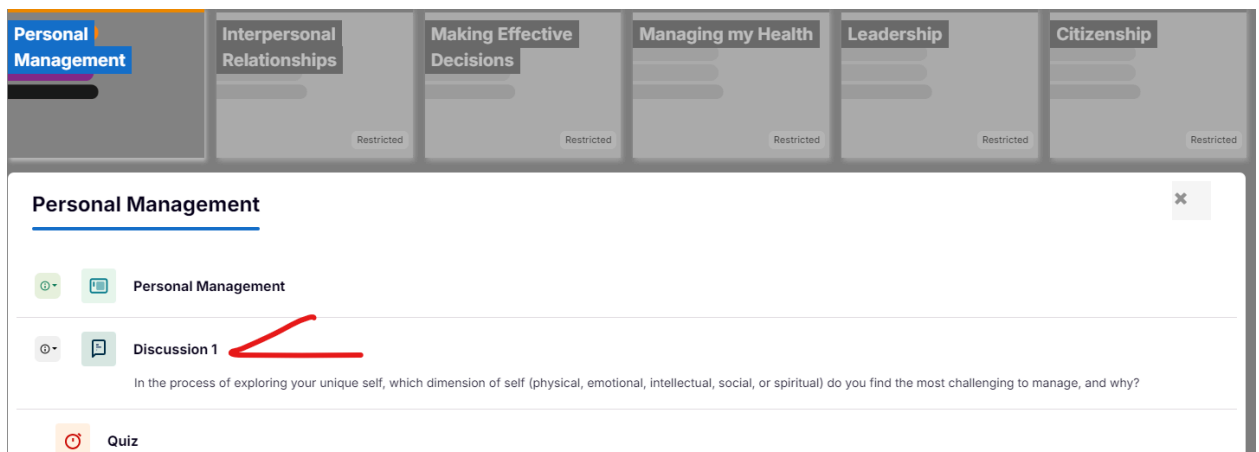 Personal
Management
Interpersonal
Relationships
Making Effective
Decisions
Managing my Health
Leadership
Citizenship
Restricted
Restricted
Restricted
Restricted
Restricted
Personal Management
Personal Management
Discussion 1
In the process of exploring your unique self, which dimension of self (physical, emotional, intellectual, social, or spiritual) do you find the most challenging to manage, and why?
Quiz